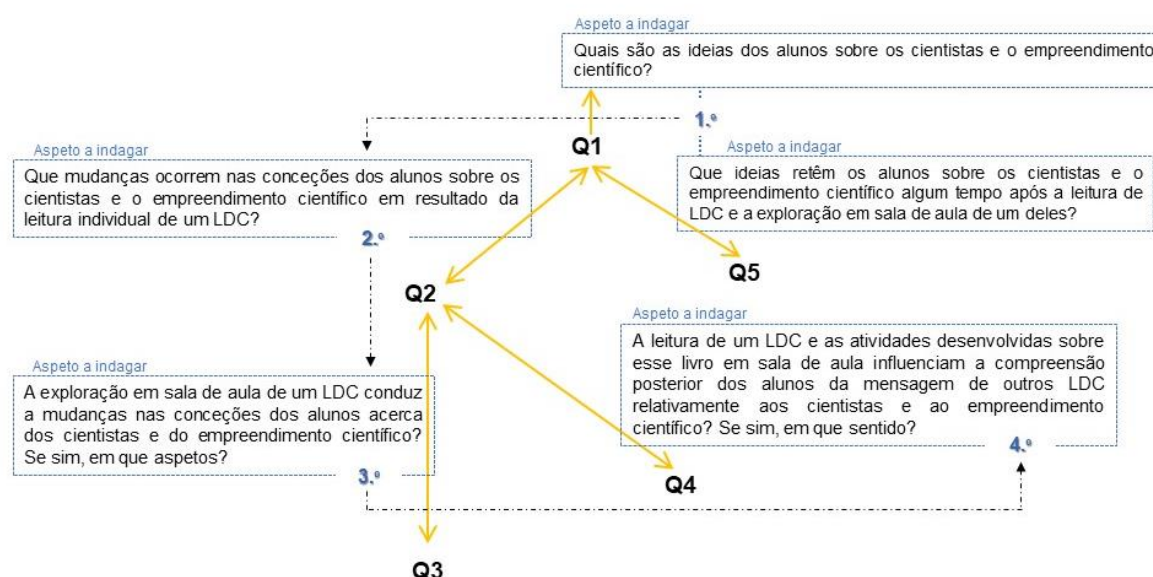 Aspeto a indagar
Quais são as ideias dos alunos sobre os cientistas e o empreendimento
científico?
1.º
Q1
Aspeto a indagar
Que mudanças ocorrem nas conceções dos alunos sobre os
cientistas e o empreendimento científico em resultado da
leitura individual de um LDC?
2.º
Aspeto a indagar
Que ideias retêm os alunos sobre os cientistas e o
empreendimento científico algum tempo após a leitura de
LDC e a exploração em sala de aula de um deles?
Q5
Q2
Aspeto a indagar
A leitura de um LDC e as atividades desenvolvidas sobre
esse livro em sala de aula influenciam a compreensão
posterior dos alunos da mensagem de outros LDC
relativamente aos cientistas e ao empreendimento
científico? Se sim, em que sentido?
4.º
Aspeto a indagar
A exploração em sala de aula de um LDC conduz
a mudanças nas conceções dos alunos acerca
dos cientistas e do empreendimento científico?
Se sim, em que aspetos?
3.º
Q4
Q3